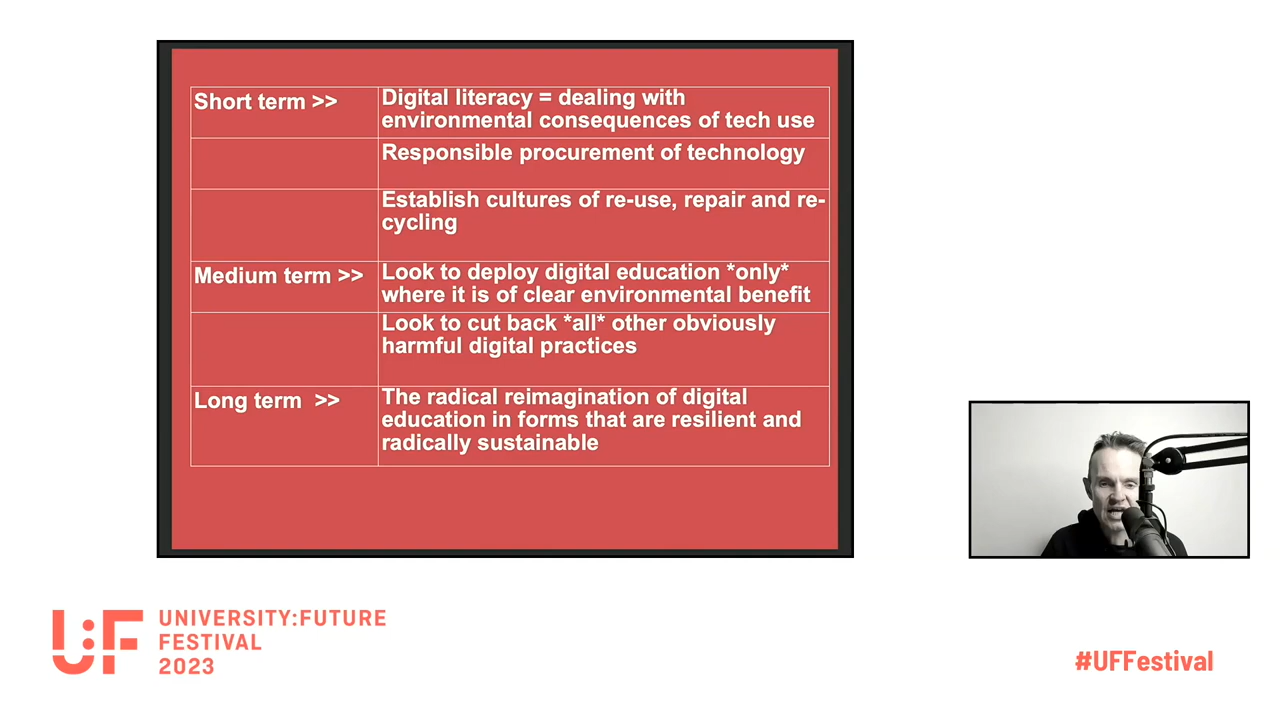 Short term >>
Digital literacy = dealing with
environmental consequences of tech use
Responsible procurement of technology
Establish cultures of re-use, repair and re-
cycling
Medium term >>
Look to deploy digital education *only*
where it is of clear environmental benefit
Look to cut back *all* other obviously
harmful digital practices
Long term >>
The radical reimagination of digital
education in forms that are resilient and
radically sustainable
U:F
UNIVERSITY:FUTURE
FESTIVAL
2023
#UFFestival